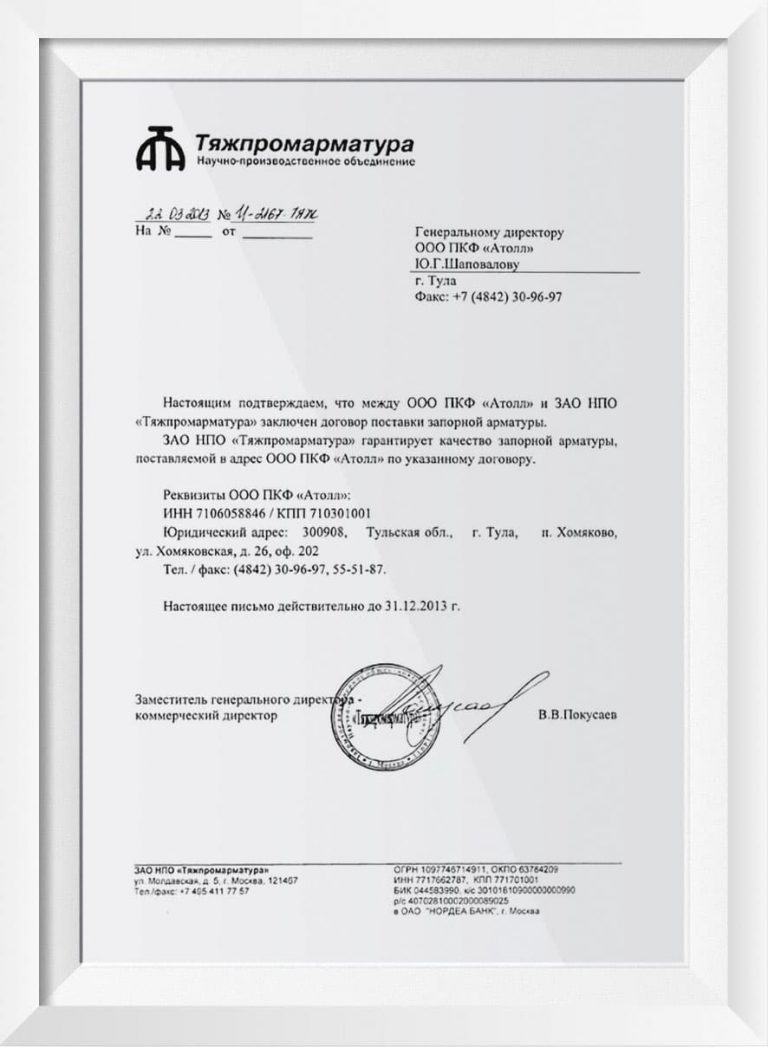 Тяжпромарматура
Научно-производственное объединение
22 03 2013 № 11-2167
На № ______ от __________
Генеральному директору
ООО ПКФ «Атолл»
Ю.Г.Шаповалову
г. Тула
Факс: +7 (4842) 30-96-97
Настоящим подтверждаем, что между ООО ПКФ «Атолл» и ЗАО НПО
«Тяжпромарматура» заключен договор поставки запорной арматуры.
ЗАО НПО «Тяжпромарматура» гарантирует качество запорной арматуры,
поставляемой в адрес ООО ПКФ «Атолл» по указанному договору.
Реквизиты ООО ПКФ «Атолл»:
ИНН 7106058846 / КПП 710301001
Юридический адрес: 300908, Тульская обл., г. Тула, п. Хомяково,
ул. Хомяковская, д. 26, оф. 202
Тел. / факс: (4842) 30-96-97, 55-51-87.
Настоящее письмо действительно до 31.12.2013 г.
Заместитель генерального директора -
коммерческий директор
«Тяжпромарматура»
г. Москва
В.В.Покусаев
ЗАО НПО «Тяжпромарматура»
ул. Молдавская, д. 5, г. Москва, 121467
Тел./факс: +7 495 411 77 57
ОГРН 1097746714911, ОКПО 63764209
ИНН 7717662787, КПП 771701001
БИК 044583990, к/с 30101810900000000990
р/с 40702810002000089025
в ОАО "НОРДЕА БАНК", г. Москва